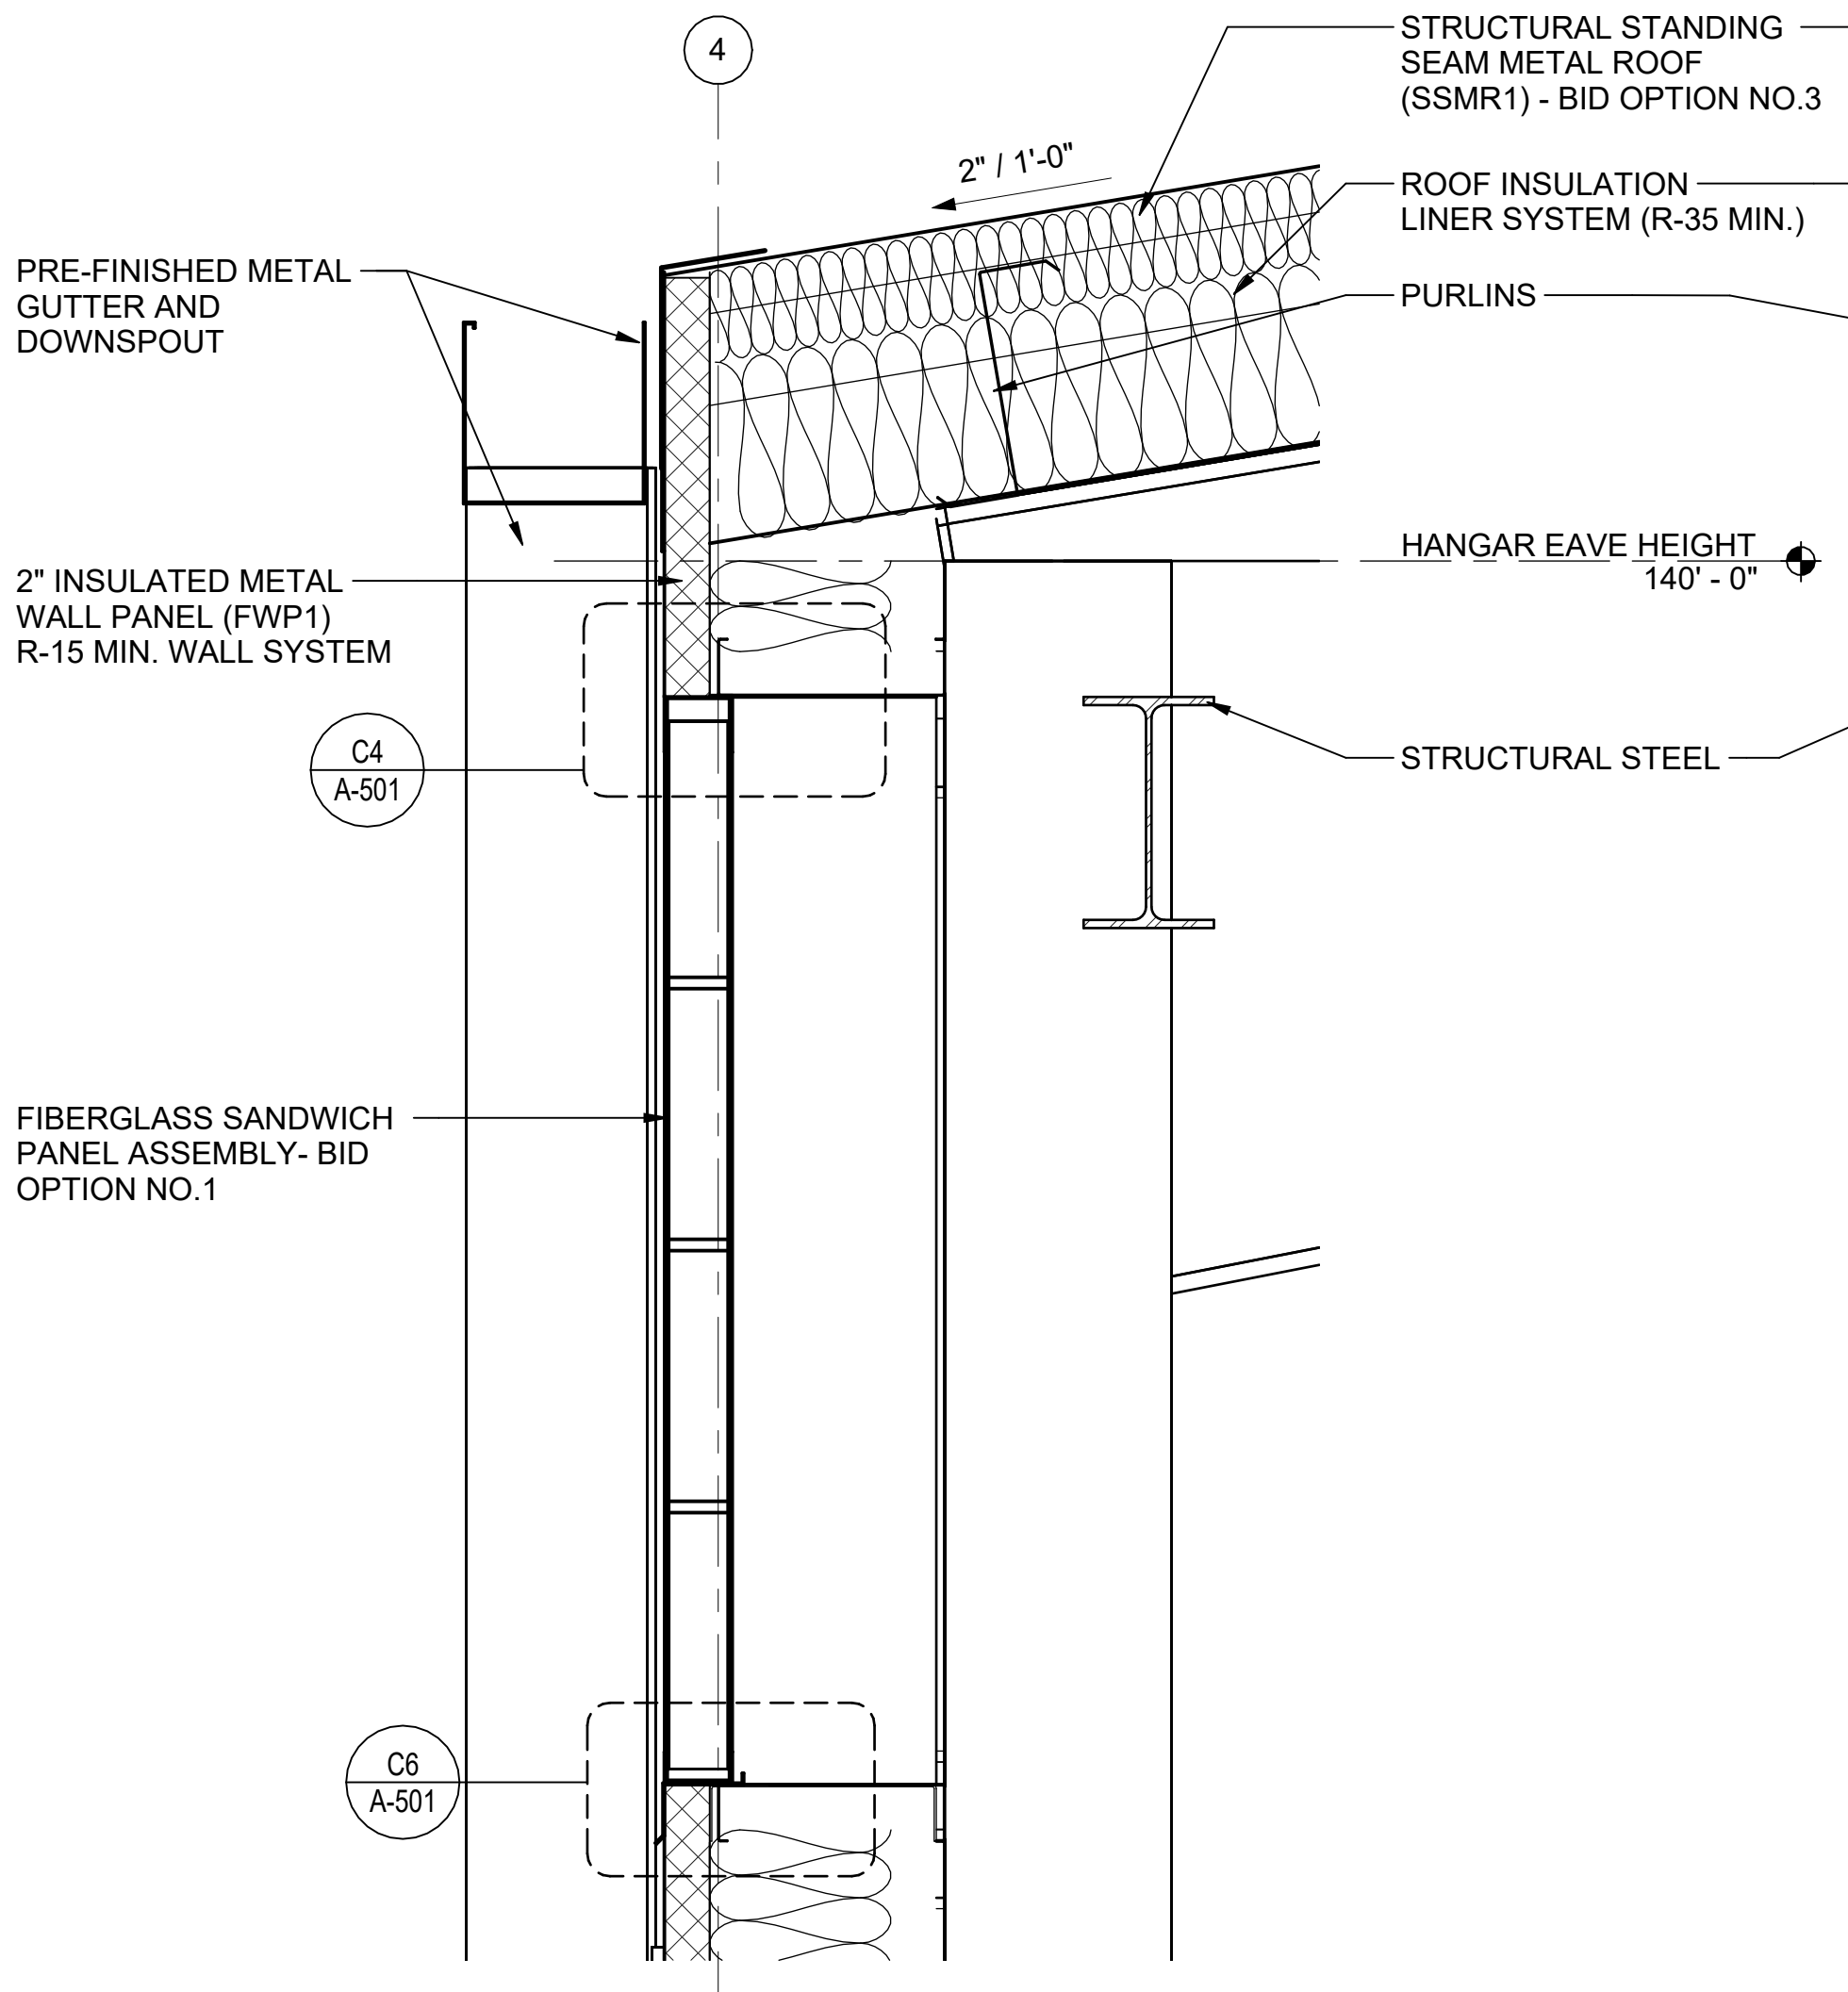 4
STRUCTURAL STANDING
SEAM METAL ROOF
(SSMR1) - BID OPTION NO.3
2" / 1'-0"
ROOF INSULATION
LINER SYSTEM (R-35 MIN.)
PURLINS
PRE-FINISHED METAL
GUTTER AND
DOWNSPOUT
HANGAR EAVE HEIGHT
140' - 0"
2" INSULATED METAL
WALL PANEL (FWP1)
R-15 MIN. WALL SYSTEM
C4
A-501
STRUCTURAL STEEL
FIBERGLASS SANDWICH
PANEL ASSEMBLY- BID
OPTION NO.1
C6
A-501